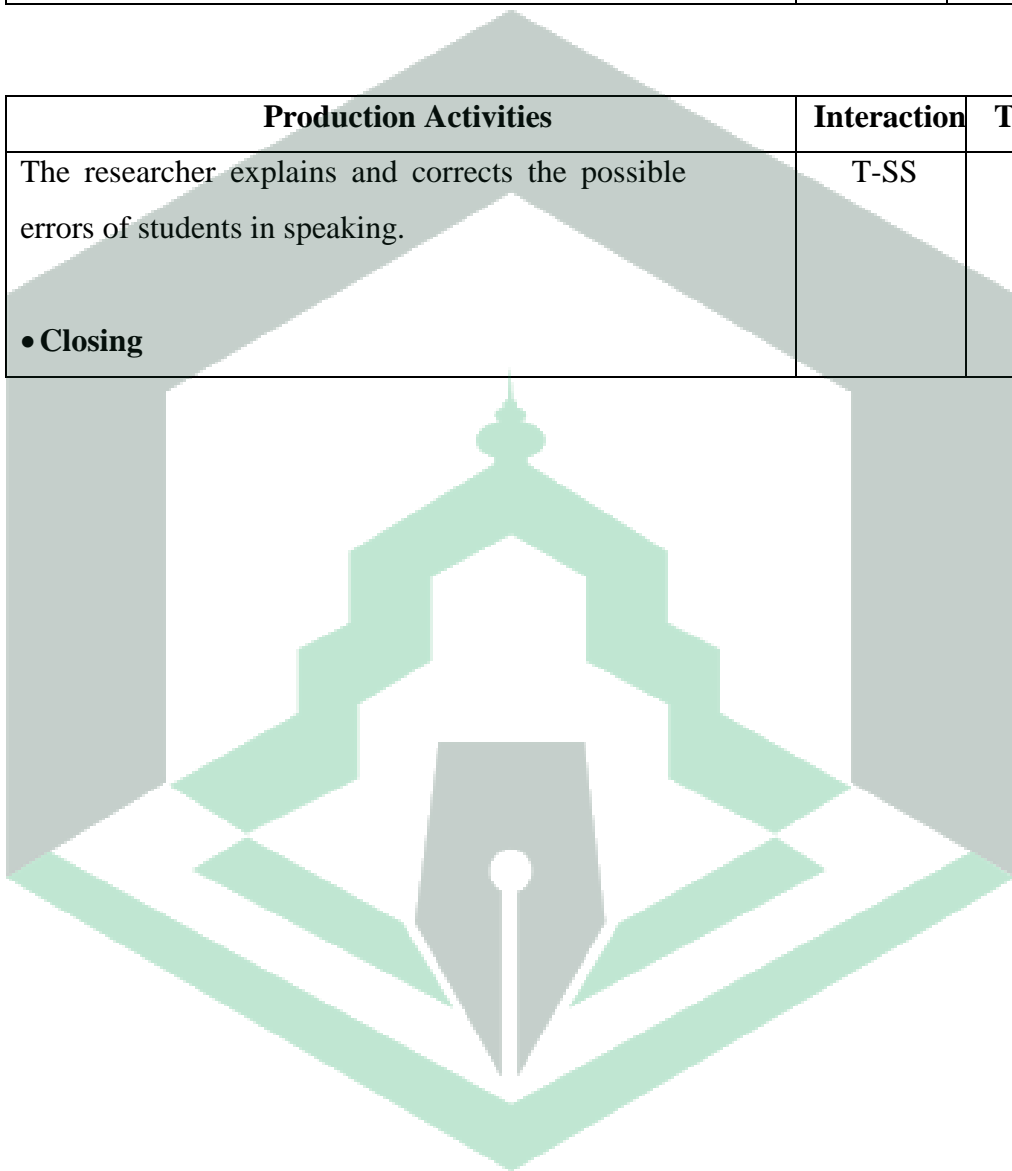 Production Activities Interaction T
The researcher explains and corrects the possible T-SS
errors of students in speaking.
• Closing